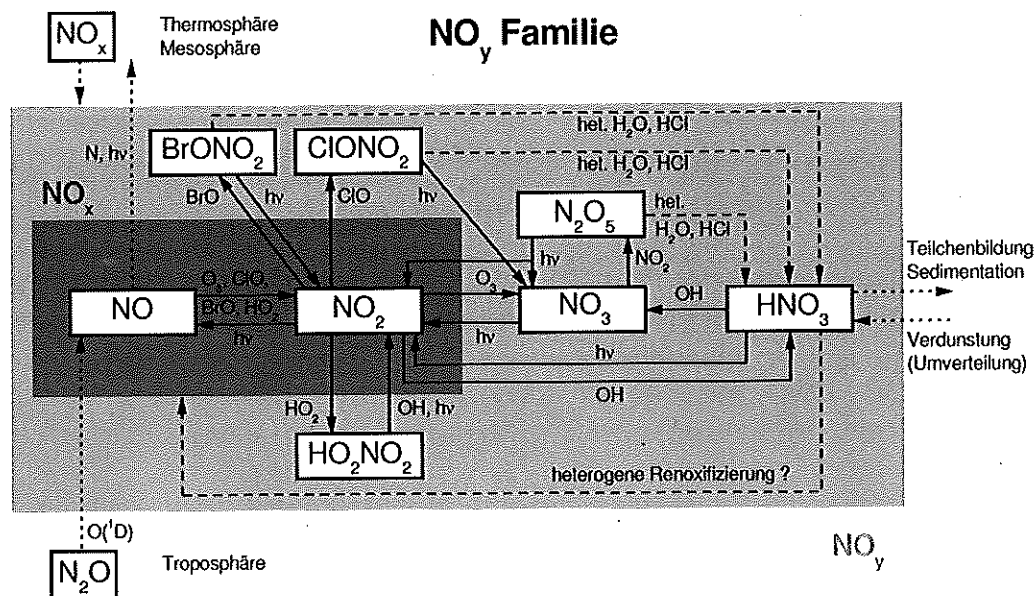 NOₓ
Thermosphäre
Mesosphäre
NO_y Familie
N, hν
BrONO₂
ClONO₂
het. H₂O, HCl
het. H₂O, HCl
NOₓ
BrO
hν
ClO
hν
N₂O₅
het.
H₂O, HCl
O₃, ClO,
BrO, HO₂
hν
NO
NO₂
O₃
hν
hν
NO₂
NO₃
OH
HNO₃
Teilchenbildung
Sedimentation
Verdunstung
(Umverteilung)
hν
OH
HO₂
OH, hν
HO₂NO₂
heterogene Renoxifizierung ?
O(¹D)
N₂O
Troposphäre
NO_y